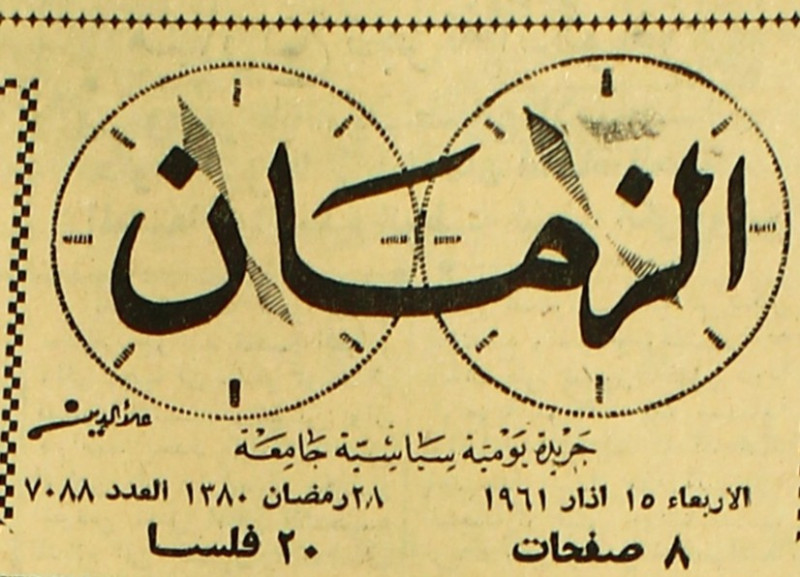 الزمان
علاء الدين
جريدة يومية سياسية جامعة
الاربعاء ١٥ اذار ١٩٦١ ٢٨ رمضان ١٣٨٠ العدد ٧٠٨٨
٨ صفحات ٢٠ فلسا